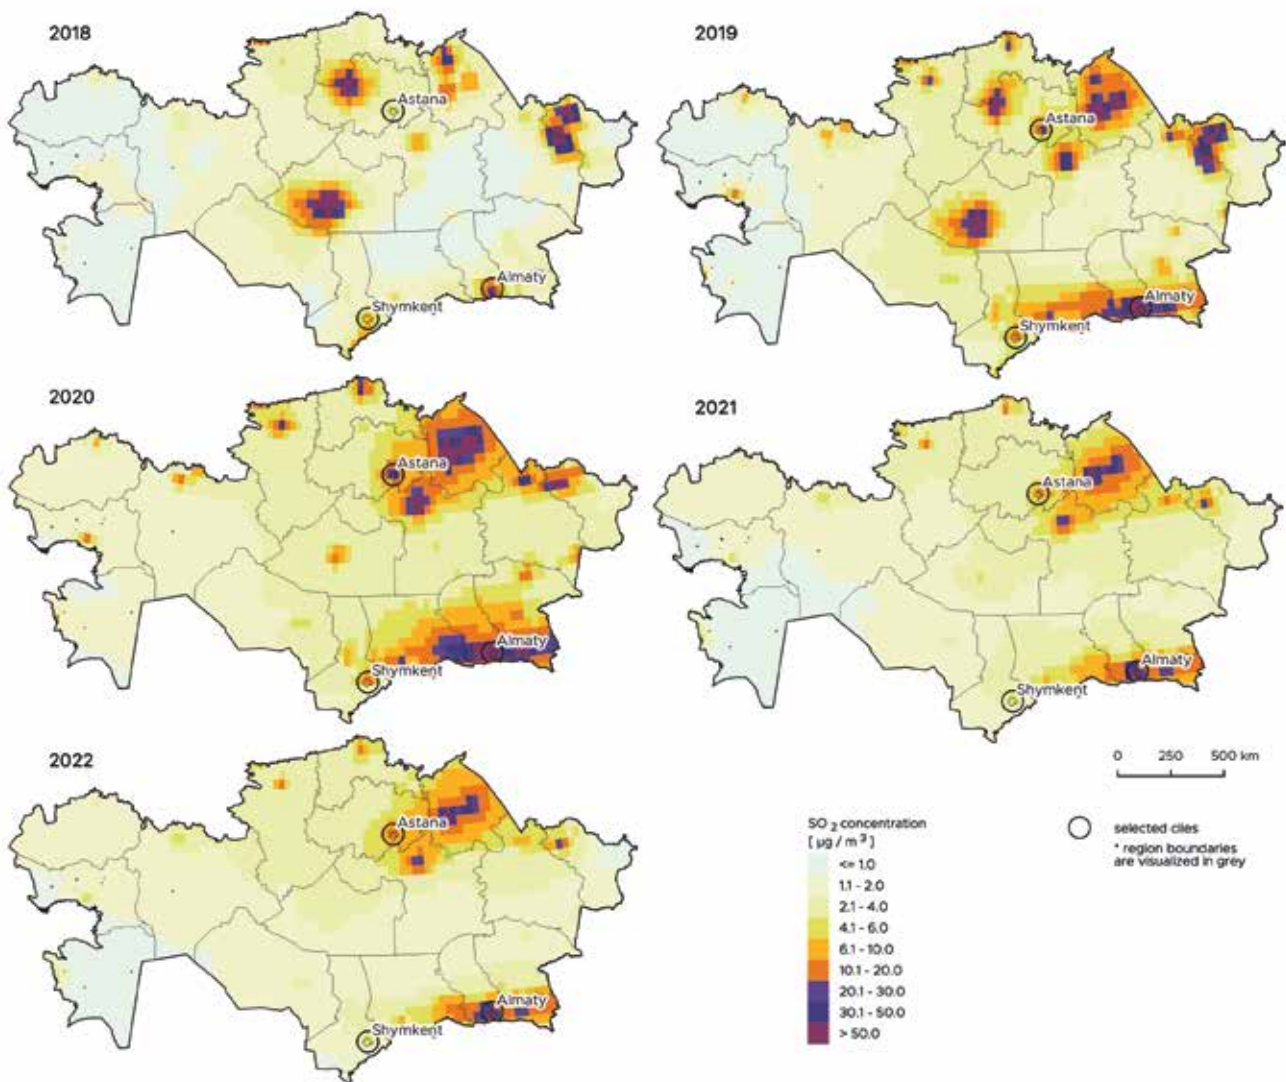 2018
Astana
Almaty
Shymkent
2019
Astana
Almaty
Shymkent
2020
Astana
Almaty
Shymkent
2021
Astana
Almaty
Shymkent
2022
Astana
Almaty
Shymkent
0 250 500 km
SO 2 concentration
[ µg / m 3 ]
<= 1.0
1.1 - 2.0
2.1 - 4.0
4.1 - 6.0
6.1 - 10.0
10.1 - 20.0
20.1 - 30.0
30.1 - 50.0
> 50.0
selected cities
* region boundaries
are visualized in grey